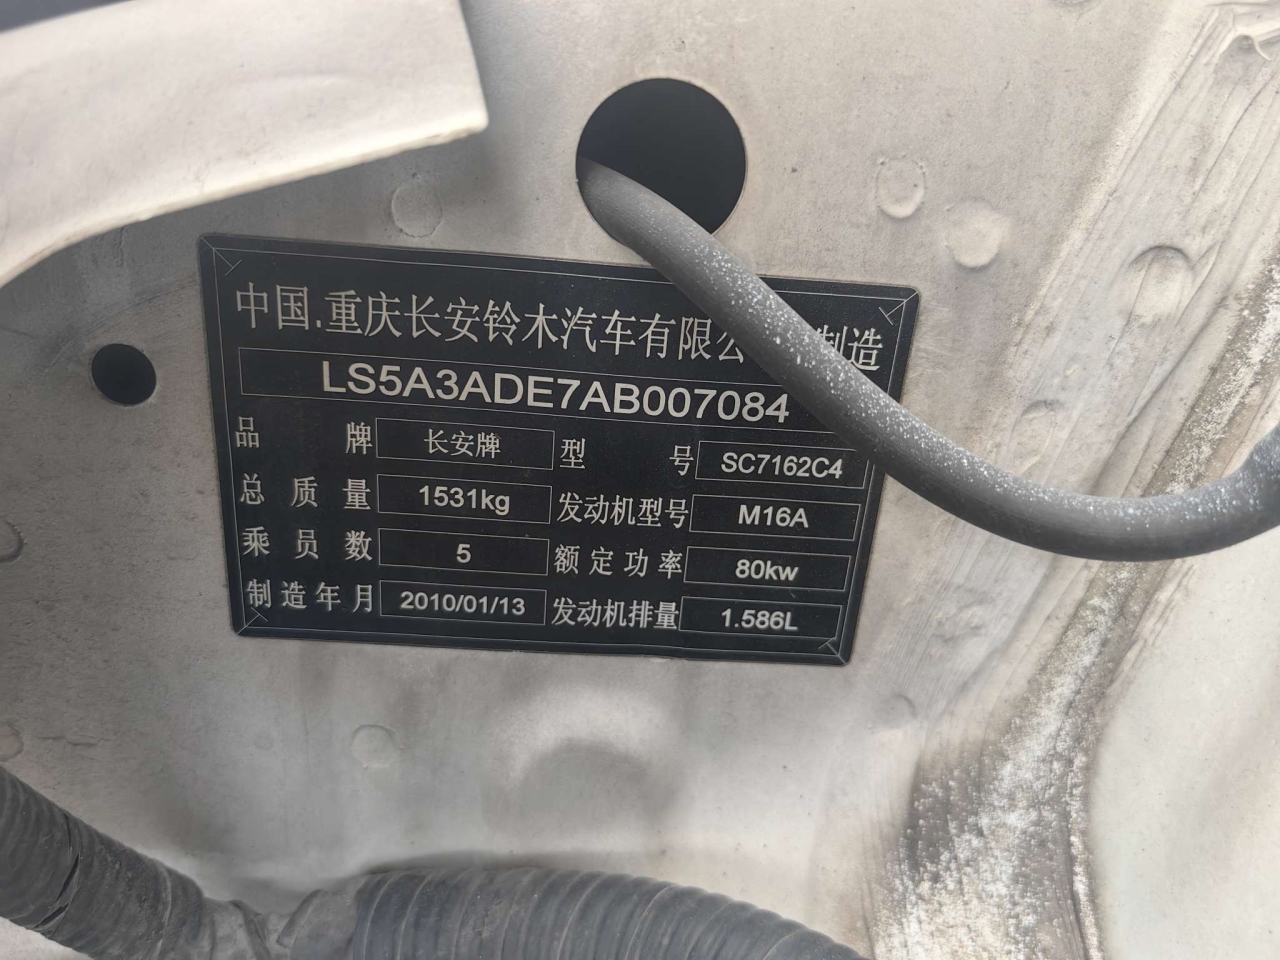 中国.重庆长安铃木汽车有限公 制造
LS5A3ADE7AB007084
品牌 长安牌 型号 SC7162C4
总质量 1531kg 发动机型号 M16A
乘员数 5 额定功率 80kw
制造年月 2010/01/13 发动机排量 1.586L